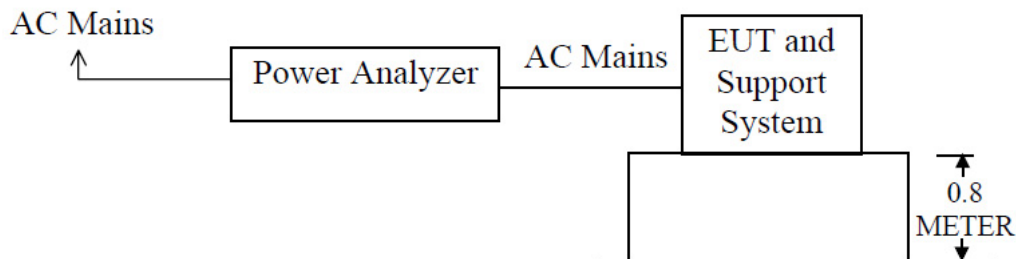 AC Mains
Power Analyzer
AC Mains
EUT and
Support
System
0.8
METER